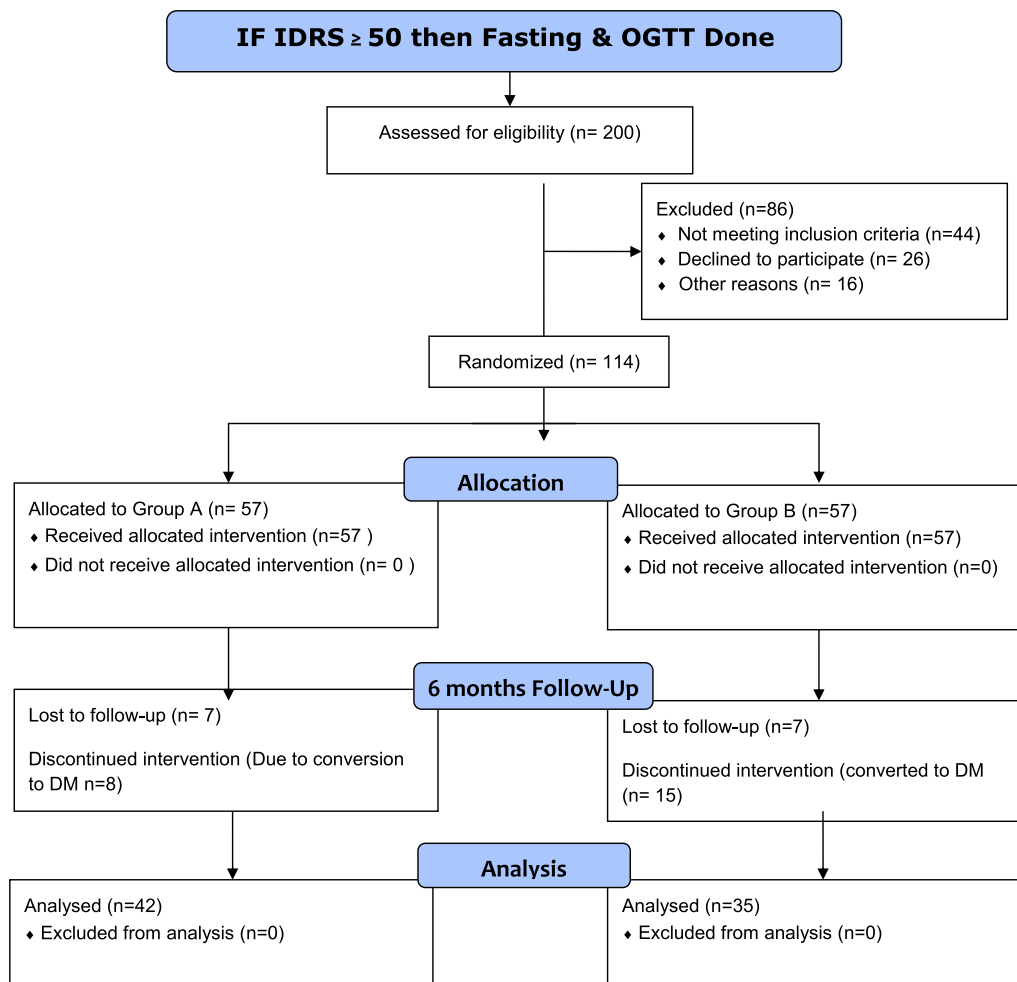 IF IDRS ≥ 50 then Fasting & OGTT Done
Assessed for eligibility (n= 200)
Excluded (n=86)
♦ Not meeting inclusion criteria (n=44)
♦ Declined to participate (n= 26)
♦ Other reasons (n= 16)
Randomized (n= 114)
Allocation
Allocated to Group A (n= 57)
♦ Received allocated intervention (n=57 )
♦ Did not receive allocated intervention (n= 0 )
Allocated to Group B (n=57)
♦ Received allocated intervention (n=57)
♦ Did not receive allocated intervention (n=0)
6 months Follow-Up
Lost to follow-up (n= 7)
Discontinued intervention (Due to conversion
to DM n=8)
Lost to follow-up (n=7)
Discontinued intervention (converted to DM
(n= 15)
Analysis
Analysed (n=42)
♦ Excluded from analysis (n=0)
Analysed (n=35)
♦ Excluded from analysis (n=0)